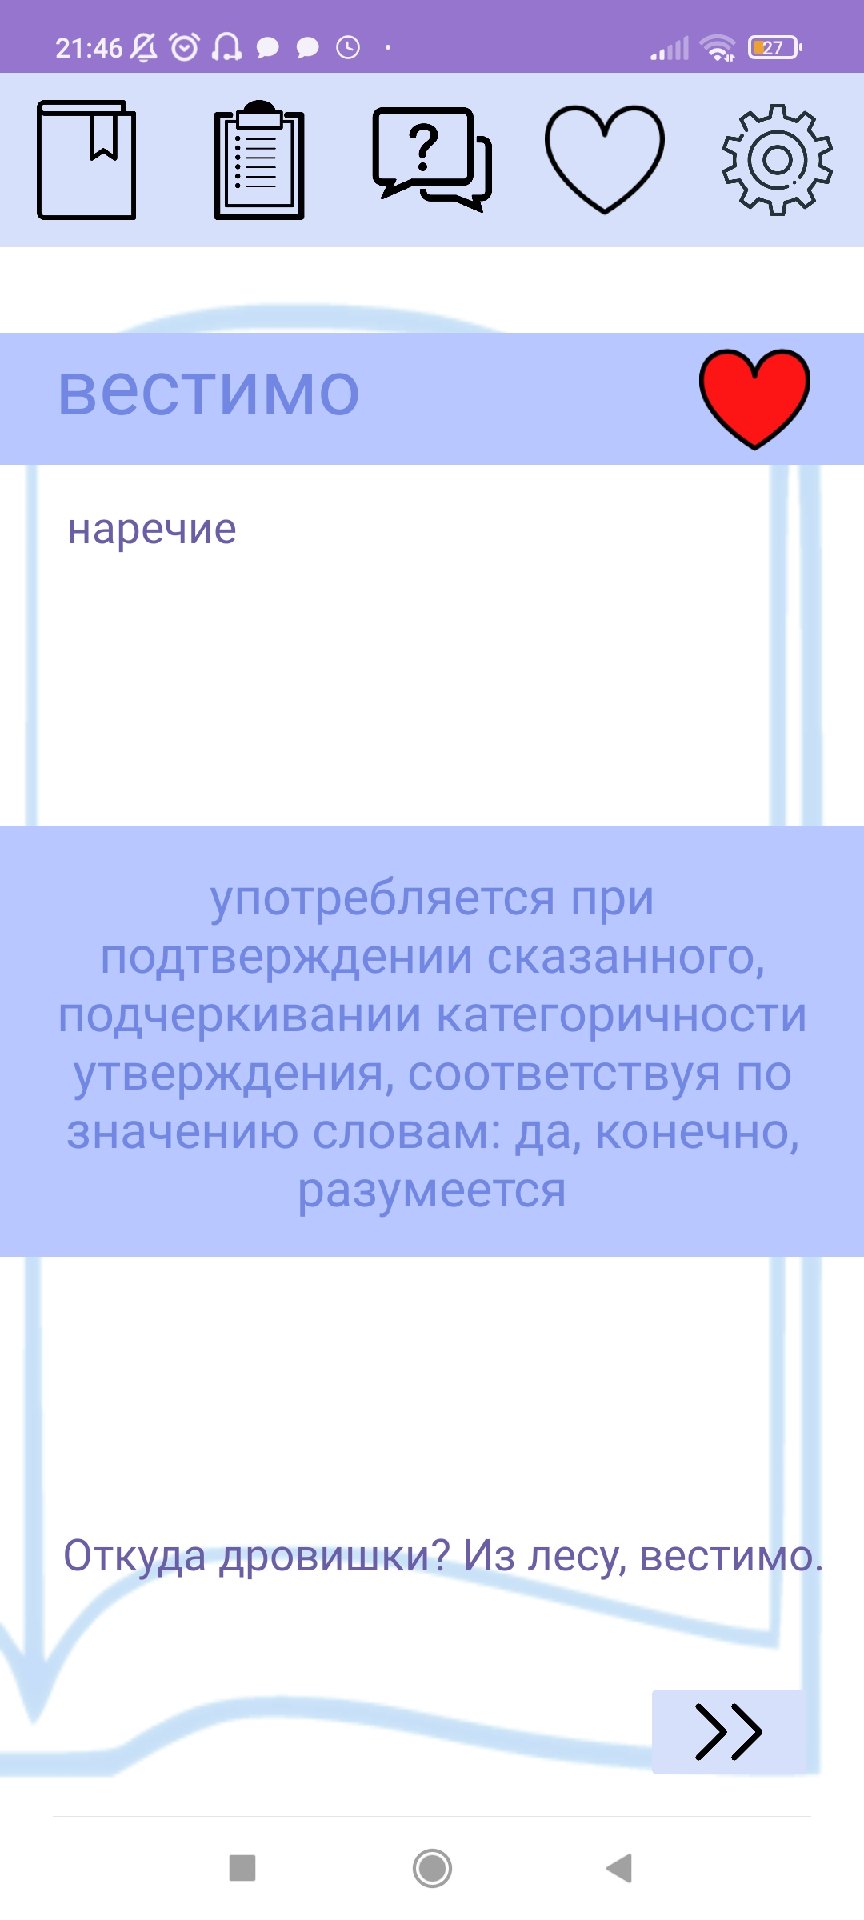 21:46
27
?
вестимо
наречие
употребляется при
подтверждении сказанного,
подчеркивании категоричности
утверждения, соответствуя по
значению словам: да, конечно,
разумеется
Откуда дровишки? Из лесу, вестимо.